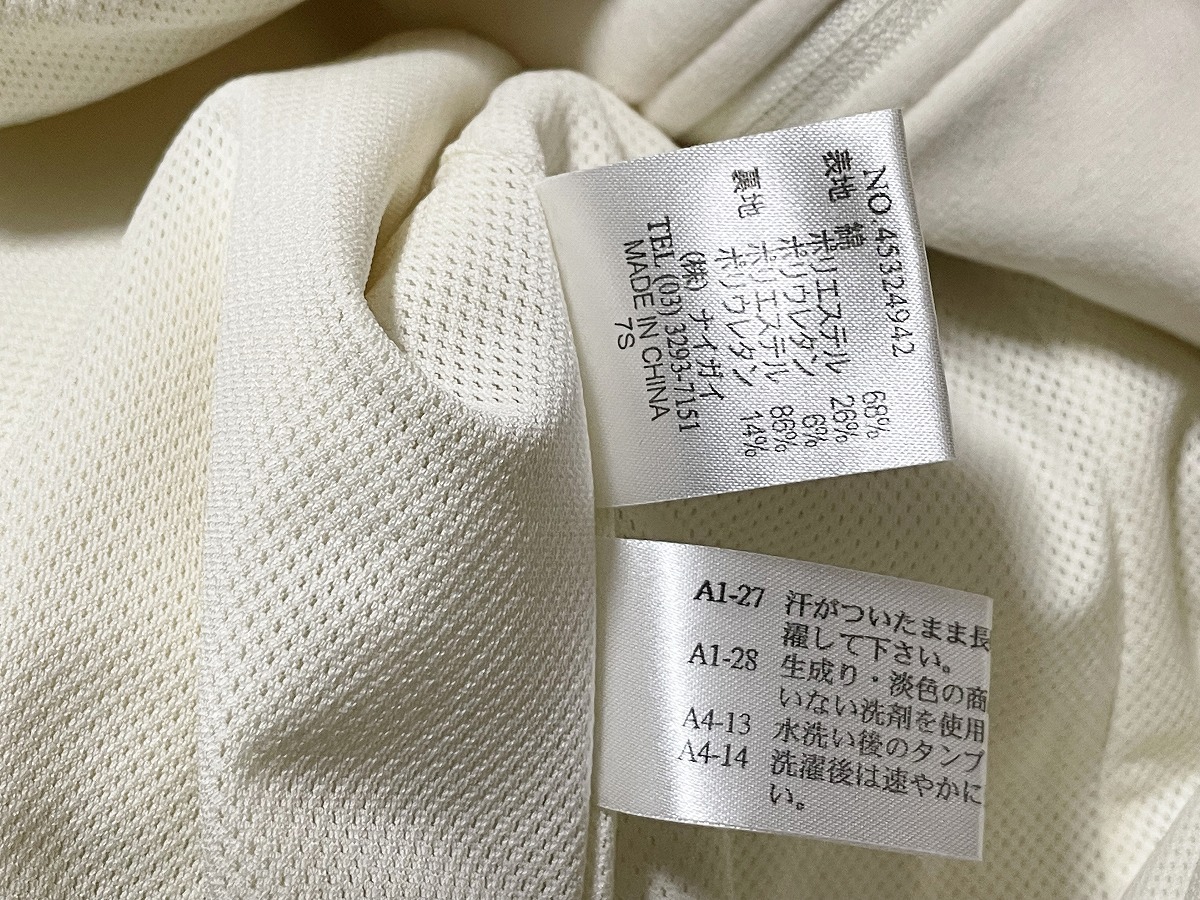 NO.45324942
表地 綿 68%
ポリエステル 26%
ポリウレタン 6%
裏地 ポリエステル 86%
ポリウレタン 14%
(株) ナイガイ
TEL (03) 3293-7151
MADE IN CHINA
7S
A1-27 汗がついたまま長
濯して下さい。
A1-28 生成り・淡色の商
いない洗剤を使用
A4-13 水洗い後のタンブ
A4-14 洗濯後は速やかに
い。